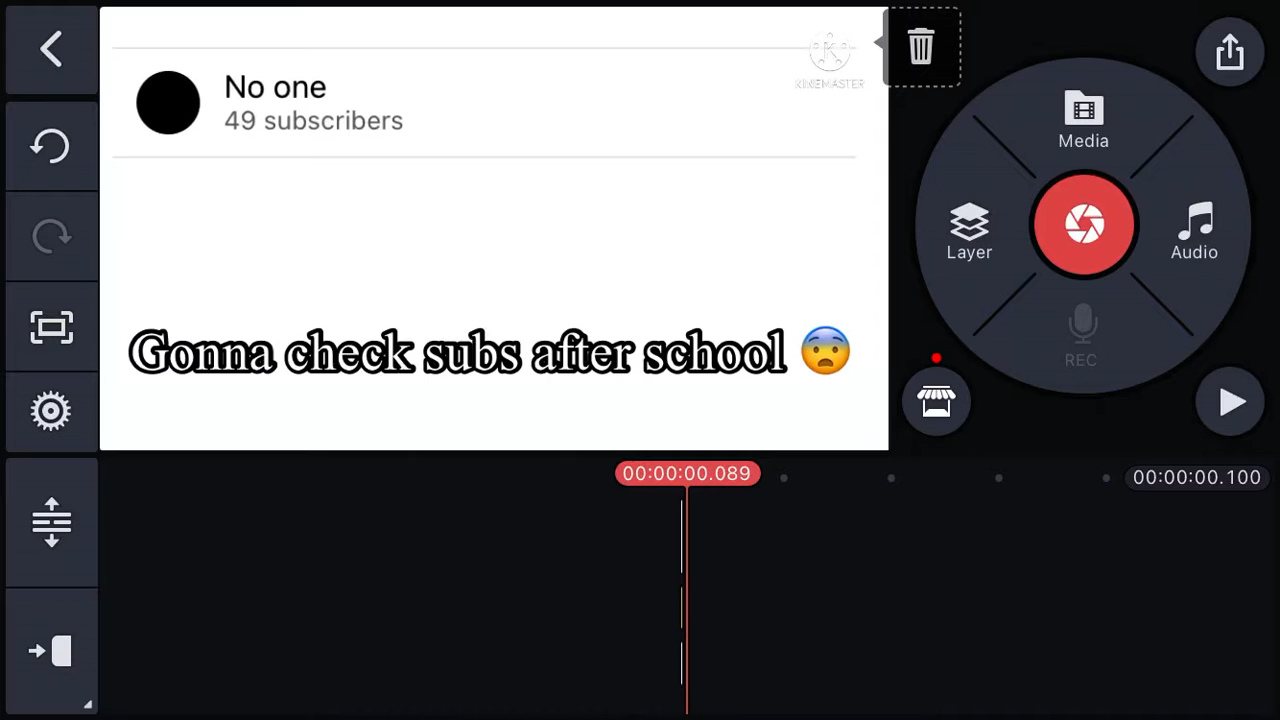 No one
49 subscribers
KINEMASTER
Gonna check subs after school 😨
Media
Layer
Audio
REC
00:00:00.089
00:00:00.100